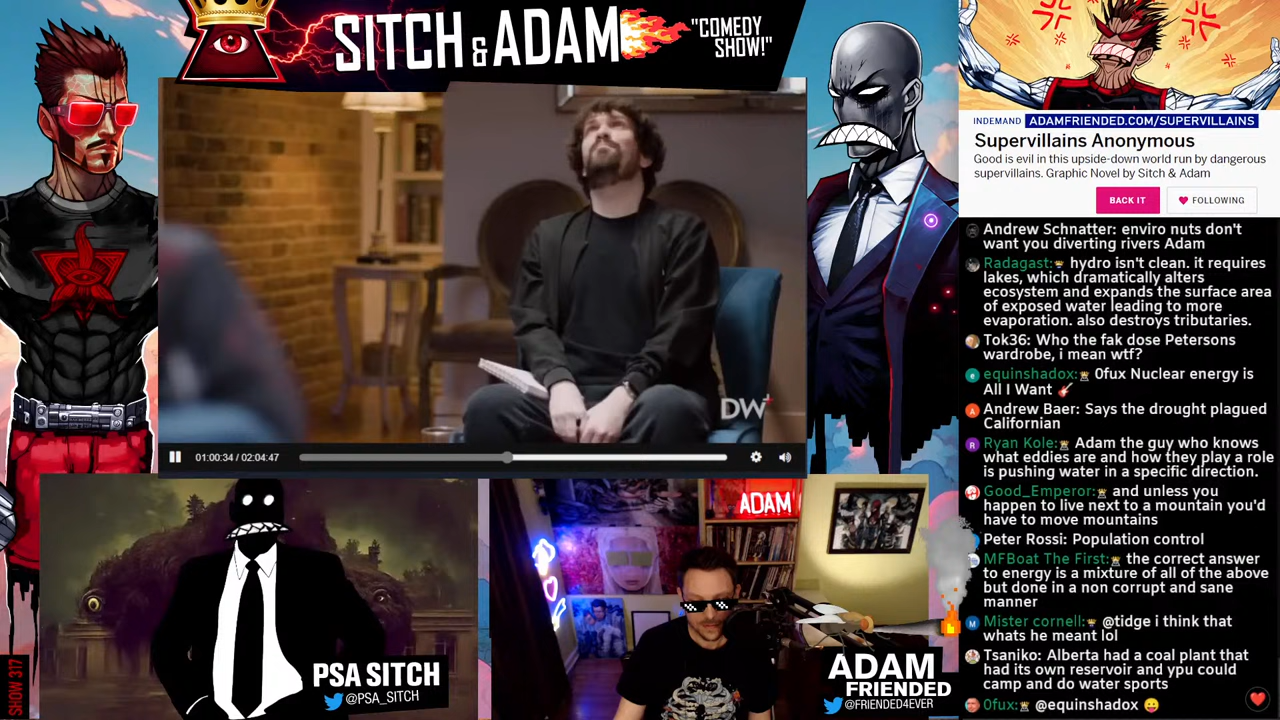 SITCH & ADAM
"COMEDY
SHOW!"
INDEMAND ADAMFRIENDED.COM/SUPERVILLAINS
Supervillains Anonymous
Good is evil in this upside-down world run by dangerous
supervillains. Graphic Novel by Sitch & Adam
BACK IT
FOLLOWING
DW+
01:00:34 / 02:04:47
Andrew Schnatter: enviro nuts don't
want you diverting rivers Adam
Radagast: hydro isn't clean. it requires
lakes, which dramatically alters
ecosystem and expands the surface area
of exposed water leading to more
evaporation. also destroys tributaries.
Tok36: Who the fak dose Petersons
wardrobe, i mean wtf?
equinshadox: 0fux Nuclear energy is
All I Want 🎸
Andrew Baer: Says the drought plagued
Californian
Ryan Kole: Adam the guy who knows
what eddies are and how they play a role
is pushing water in a specific direction.
Good_Emperor: and unless you
happen to live next to a mountain you'd
have to move mountains
Peter Rossi: Population control
MFBoat The First: the correct answer
to energy is a mixture of all of the above
but done in a non corrupt and sane
manner
Mister cornell: @tidge i think that
whats he meant lol
Tsaniko: Alberta had a coal plant that
had its own reservoir and ypu could
camp and do water sports
0fux: @equinshadox 😛
SHOW 317
PSA SITCH
@PSA_SITCH
ADAM
ADAM
FRIENDED
@FRIENDED4EVER